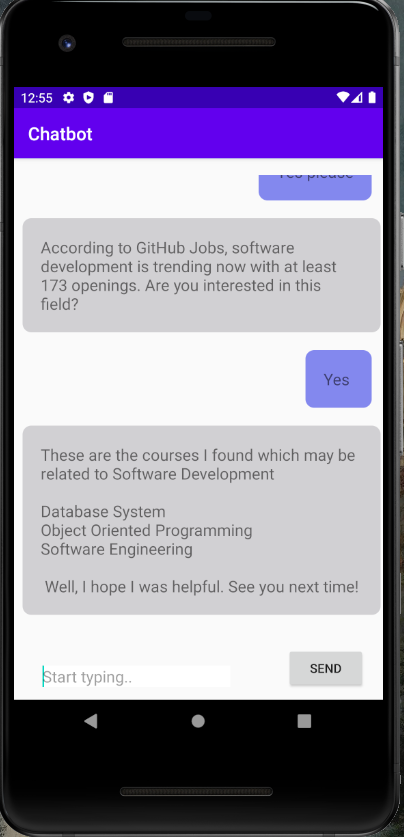 12:55
Chatbot
Yes please
According to GitHub Jobs, software
development is trending now with at least
173 openings. Are you interested in this
field?
Yes
These are the courses I found which may be
related to Software Development
Database System
Object Oriented Programming
Software Engineering
Well, I hope I was helpful. See you next time!
Start typing..
SEND